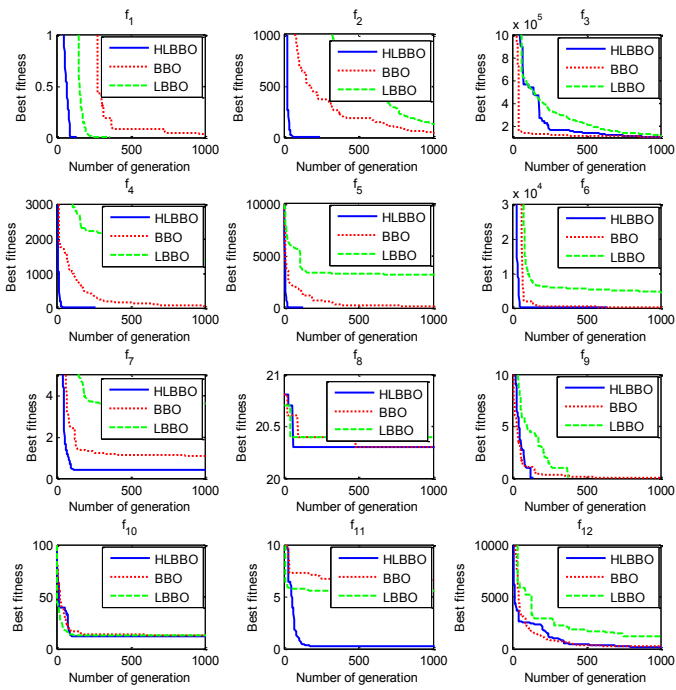 f1
Best fitness
1
0.5
0
0 500 1000
Number of generation
HLBBO
BBO
LBBO
f2
Best fitness
1000
500
0
0 500 1000
Number of generation
HLBBO
BBO
LBBO
f3
x 10^5
Best fitness
10
8
6
4
2
0 500 1000
Number of generation
HLBBO
BBO
LBBO
f4
Best fitness
3000
2000
1000
0
0 500 1000
Number of generation
HLBBO
BBO
LBBO
f5
Best fitness
10000
5000
0
0 500 1000
Number of generation
HLBBO
BBO
LBBO
f6
x 10^4
Best fitness
3
2
1
0
0 500 1000
Number of generation
HLBBO
BBO
LBBO
f7
Best fitness
4
2
0
0 500 1000
Number of generation
HLBBO
BBO
LBBO
f8
Best fitness
21
20.5
20
0 500 1000
Number of generation
HLBBO
BBO
LBBO
f9
Best fitness
10
5
0
0 500 1000
Number of generation
HLBBO
BBO
LBBO
f10
Best fitness
100
50
0
0 500 1000
Number of generation
HLBBO
BBO
LBBO
f11
Best fitness
10
5
0
0 500 1000
Number of generation
HLBBO
BBO
LBBO
f12
Best fitness
10000
5000
0
0 500 1000
Number of generation
HLBBO
BBO
LBBO